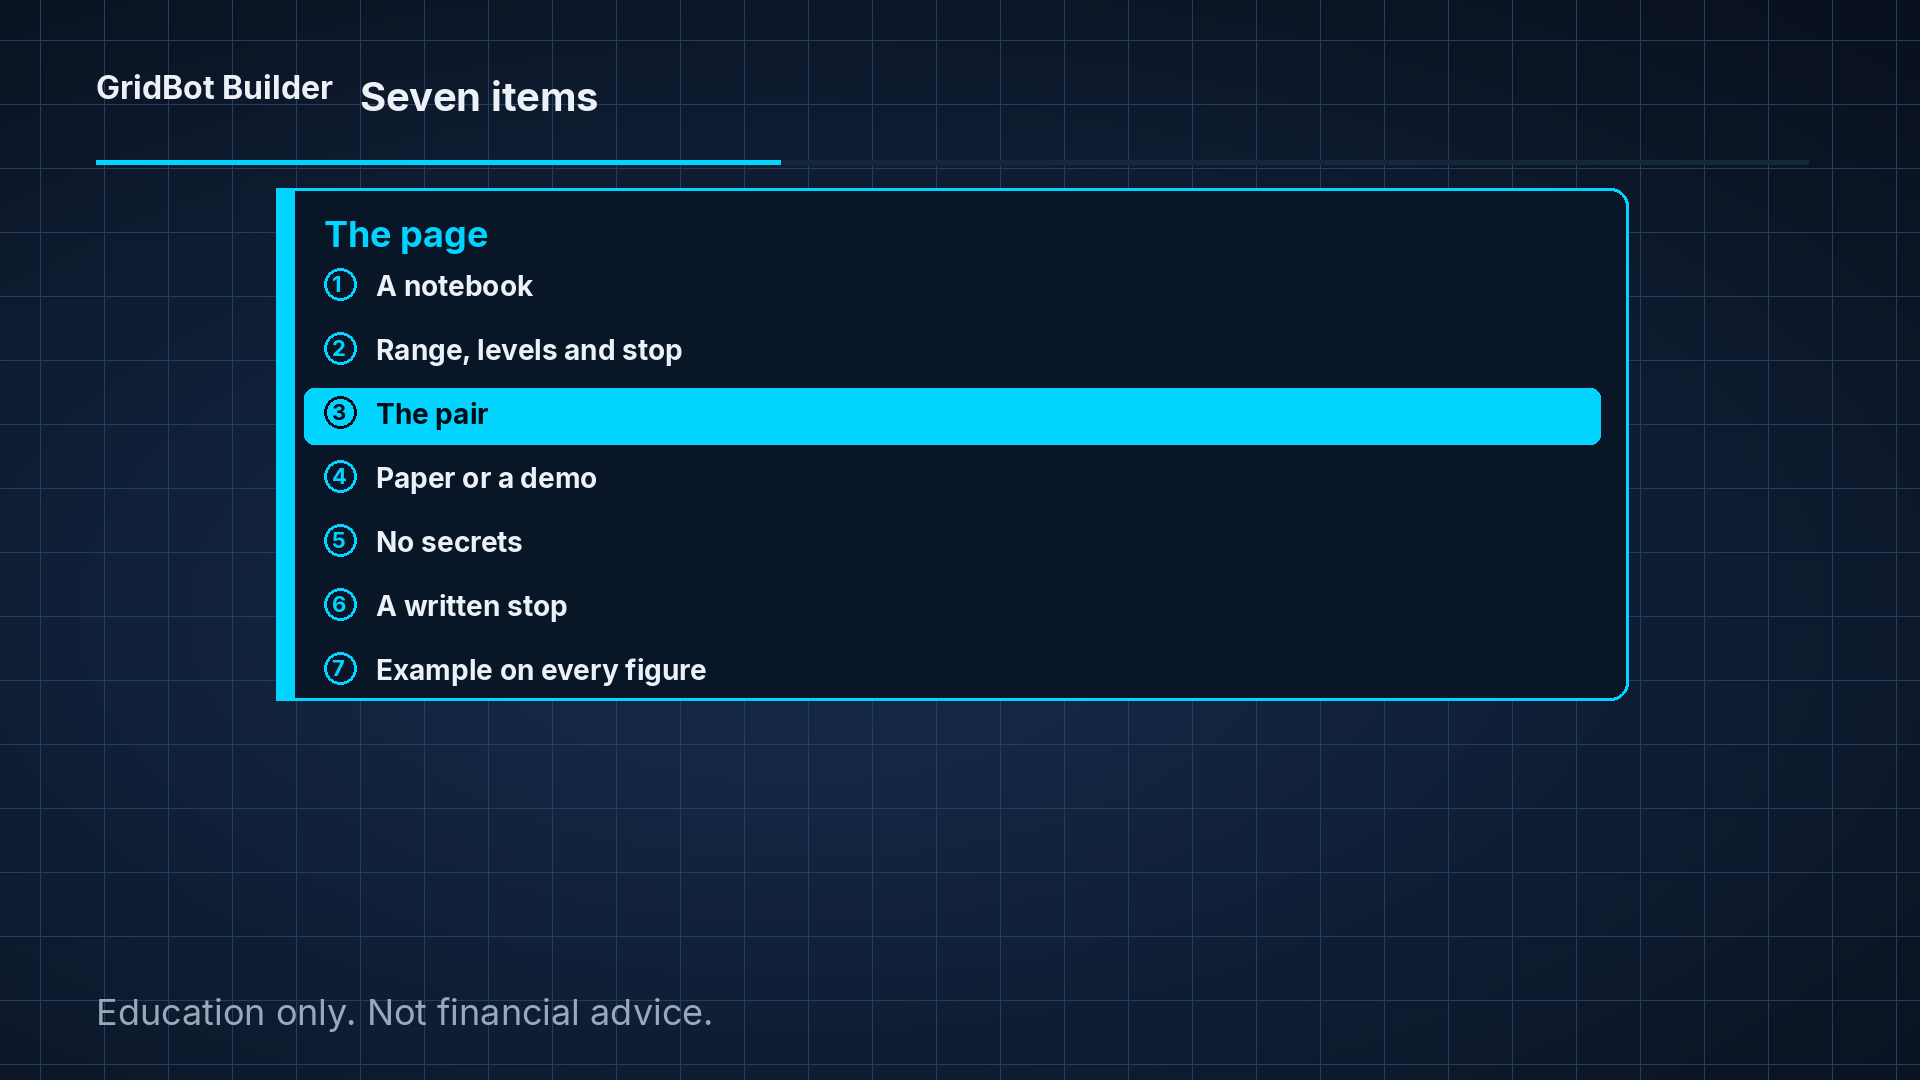 GridBot Builder
Seven items
The page
1 A notebook
2 Range, levels and stop
3 The pair
4 Paper or a demo
5 No secrets
6 A written stop
7 Example on every figure
Education only. Not financial advice.